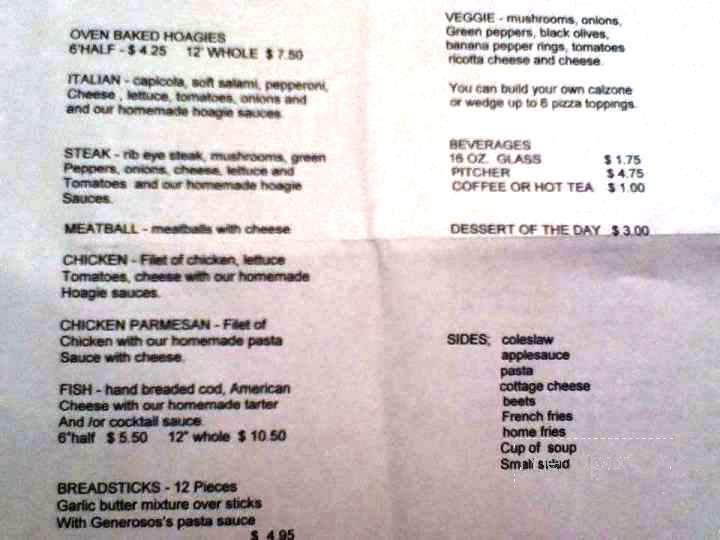 OVEN BAKED HOAGIES
6'HALF - $ 4.25 12' WHOLE $ 7.50
ITALIAN - capicola, soft salami, pepperoni,
Cheese , lettuce, tomatoes, onions and
and our homemade hoagie sauces
STEAK - rib eye steak, mushrooms, green
Peppers, onions, cheese, lettuce and
Tomatoes and our homemade hoagie
Sauces.
MEATBALL - meatballs with cheese
CHICKEN - Filet of chicken, lettuce
Tomatoes, cheese with our homemade
Hoagie sauces.
CHICKEN PARMESAN - Filet of
Chicken with our homemade pasta
Sauce with cheese.
FISH - hand breaded cod, American
Cheese with our homemade tarter
And /or cocktail sauce.
6"half $ 5.50 12" whole $ 10.50
BREADSTICKS - 12 Pieces
Garlic butter mixture over sticks
With Generosos's pasta sauce
$ 4.95
VEGGIE - mushrooms, onions,
Green peppers, black olives,
banana pepper rings, tomatoes
ricotta cheese and cheese.
You can build your own calzone
or wedge up to 6 pizza toppings.
BEVERAGES
16 OZ. GLASS $ 1.75
PITCHER $ 4.75
COFFEE OR HOT TEA $ 1.00
DESSERT OF THE DAY $ 3.00
SIDES; coleslaw
applesauce
pasta
cottage cheese
beets
French fries
home fries
Cup of soup
Small